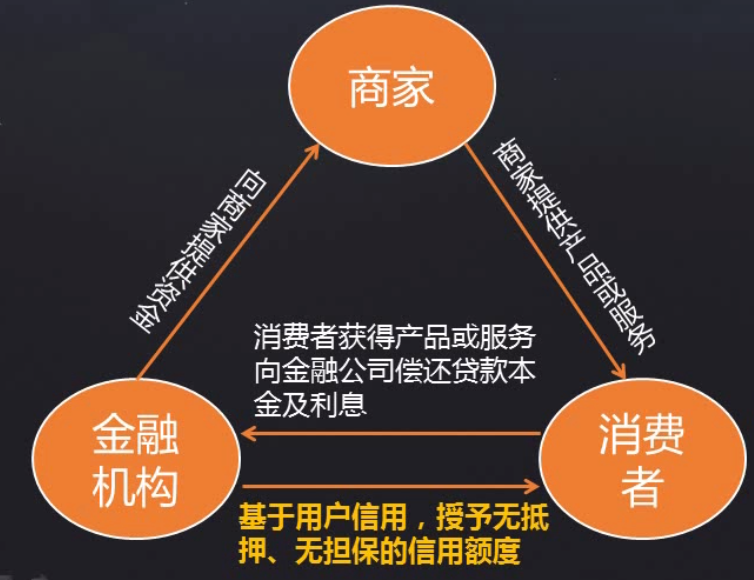 商家
向商家提供资金
商家提供产品或服务
消费者获得产品或服务
向金融公司偿还贷款本
金及利息
金融
机构
消费
者
基于用户信用，授予无抵
押、无担保的信用额度